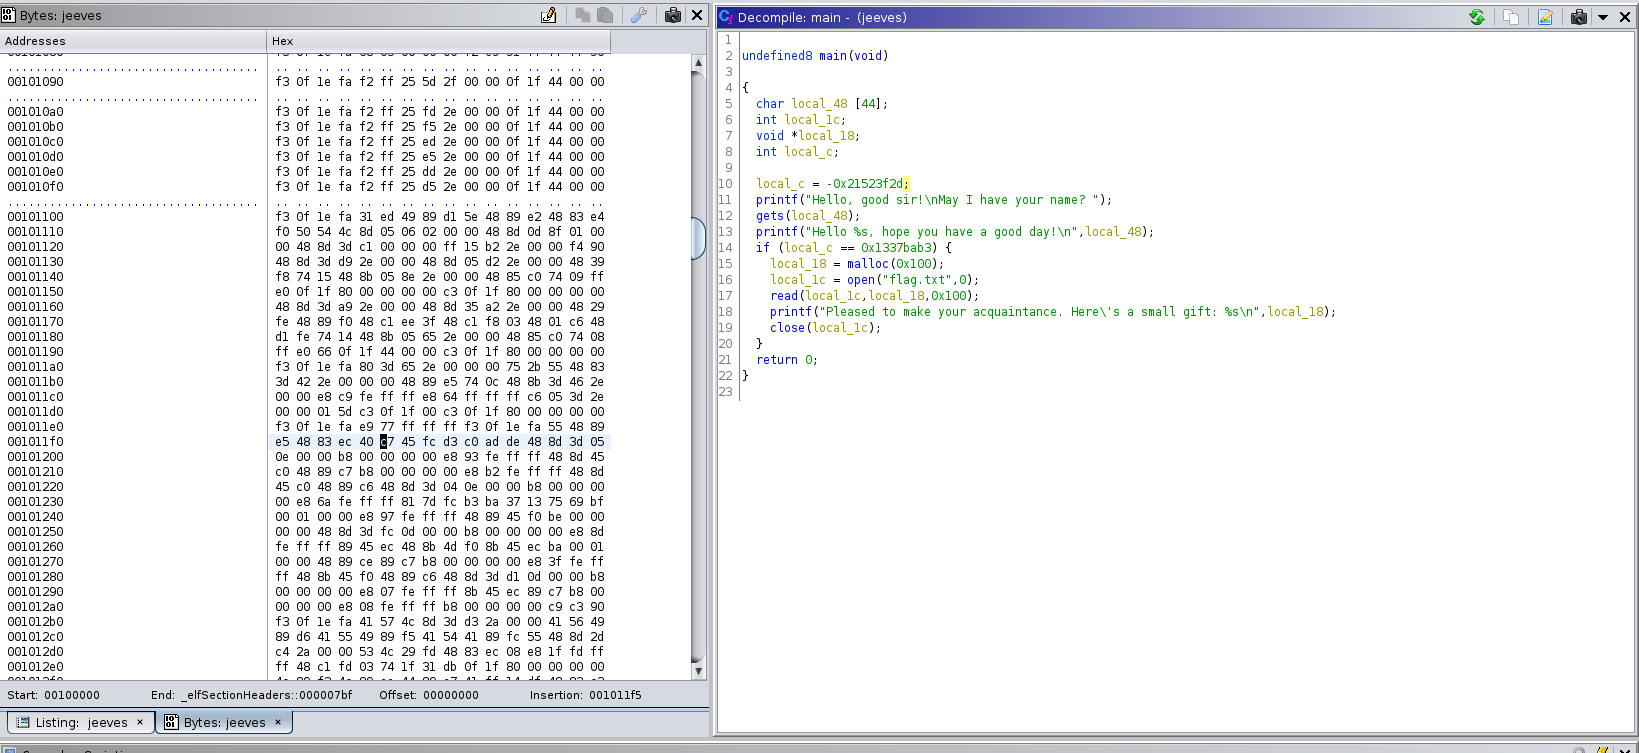 Bytes: jeeves
Addresses
Hex
00101090 f3 0f 1e fa f2 ff 25 5d 2f 00 00 0f 1f 44 00 00
001010a0 f3 0f 1e fa f2 ff 25 fd 2e 00 00 0f 1f 44 00 00
001010b0 f3 0f 1e fa f2 ff 25 f5 2e 00 00 0f 1f 44 00 00
001010c0 f3 0f 1e fa f2 ff 25 ed 2e 00 00 0f 1f 44 00 00
001010d0 f3 0f 1e fa f2 ff 25 e5 2e 00 00 0f 1f 44 00 00
001010e0 f3 0f 1e fa f2 ff 25 dd 2e 00 00 0f 1f 44 00 00
001010f0 f3 0f 1e fa f2 ff 25 d5 2e 00 00 0f 1f 44 00 00
00101100 f3 0f 1e fa 31 ed 49 89 d1 5e 48 89 e2 48 83 e4
00101110 f0 50 54 4c 8d 05 06 02 00 00 48 8d 0d 8f 01 00
00101120 00 48 8d 3d c1 00 00 00 ff 15 b2 2e 00 00 f4 90
00101130 48 8d 3d d9 2e 00 00 48 8d 05 d2 2e 00 00 48 39
00101140 f8 74 15 48 8b 05 8e 2e 00 00 48 85 c0 74 09 ff
00101150 e0 0f 1f 80 00 00 00 00 c3 0f 1f 80 00 00 00 00
00101160 48 8d 3d a9 2e 00 00 48 8d 35 a2 2e 00 00 48 29
00101170 fe 48 89 f0 48 c1 ee 3f 48 c1 f8 03 48 01 c6 48
00101180 d1 fe 74 14 48 8b 05 65 2e 00 00 48 85 c0 74 08
00101190 ff e0 66 0f 1f 44 00 00 c3 0f 1f 80 00 00 00 00
001011a0 f3 0f 1e fa 80 3d 65 2e 00 00 00 75 2b 55 48 83
001011b0 3d 42 2e 00 00 00 48 89 e5 74 0c 48 8b 3d 46 2e
001011c0 00 00 e8 c9 fe ff ff e8 64 ff ff ff c6 05 3d 2e
001011d0 00 00 01 5d c3 0f 1f 00 c3 0f 1f 80 00 00 00 00
001011e0 f3 0f 1e fa e9 77 ff ff ff f3 0f 1e fa 55 48 89
001011f0 e5 48 83 ec 40 c7 45 fc d3 c0 ad de 48 8d 3d 05
00101200 0e 00 00 b8 00 00 00 00 e8 93 fe ff ff 48 8d 45
00101210 c0 48 89 c7 b8 00 00 00 00 e8 b2 fe ff ff 48 8d
00101220 45 c0 48 89 c6 48 8d 3d 04 0e 00 00 b8 00 00 00
00101230 00 e8 6a fe ff ff 81 7d fc b3 ba 37 13 75 69 bf
00101240 00 01 00 00 e8 97 fe ff ff 48 89 45 f0 be 00 00
00101250 00 00 48 8d 3d fc 0d 00 00 b8 00 00 00 00 e8 8d
00101260 fe ff ff 89 45 ec 48 8b 4d f0 8b 45 ec ba 00 01
00101270 00 00 48 89 ce 89 c7 b8 00 00 00 00 e8 3f fe ff
00101280 ff 48 8b 45 f0 48 89 c6 48 8d 3d d1 0d 00 00 b8
00101290 00 00 00 00 e8 07 fe ff ff 8b 45 ec 89 c7 b8 00
001012a0 00 00 00 e8 08 fe ff ff b8 00 00 00 00 c9 c3 90
001012b0 f3 0f 1e fa 41 57 4c 8d 3d d3 2a 00 00 41 56 49
001012c0 89 d6 41 55 49 89 f5 41 54 41 89 fc 55 48 8d 2d
001012d0 c4 2a 00 00 53 4c 29 fd 48 83 ec 08 e8 1f fd ff
001012e0 ff 48 c1 fd 03 74 1f 31 db 0f 1f 80 00 00 00 00
Start: 00100000 End: _elfSectionHeaders::000007bf Offset: 00000000 Insertion: 001011f5
Listing: jeeves ×
Bytes: jeeves ×
Decompile: main - (jeeves)
1
2 undefined8 main(void)
3
4 {
5 char local_48 [44];
6 int local_1c;
7 void *local_18;
8 int local_c;
9
10 local_c = -0x21523f2d;
11 printf("Hello, good sir!\nMay I have your name? ");
12 gets(local_48);
13 printf("Hello %s, hope you have a good day!\n",local_48);
14 if (local_c == 0x1337bab3) {
15 local_18 = malloc(0x100);
16 local_1c = open("flag.txt",0);
17 read(local_1c,local_18,0x100);
18 printf("Pleased to make your acquaintance. Here\'s a small gift: %s\n",local_18);
19 close(local_1c);
20 }
21 return 0;
22 }
23